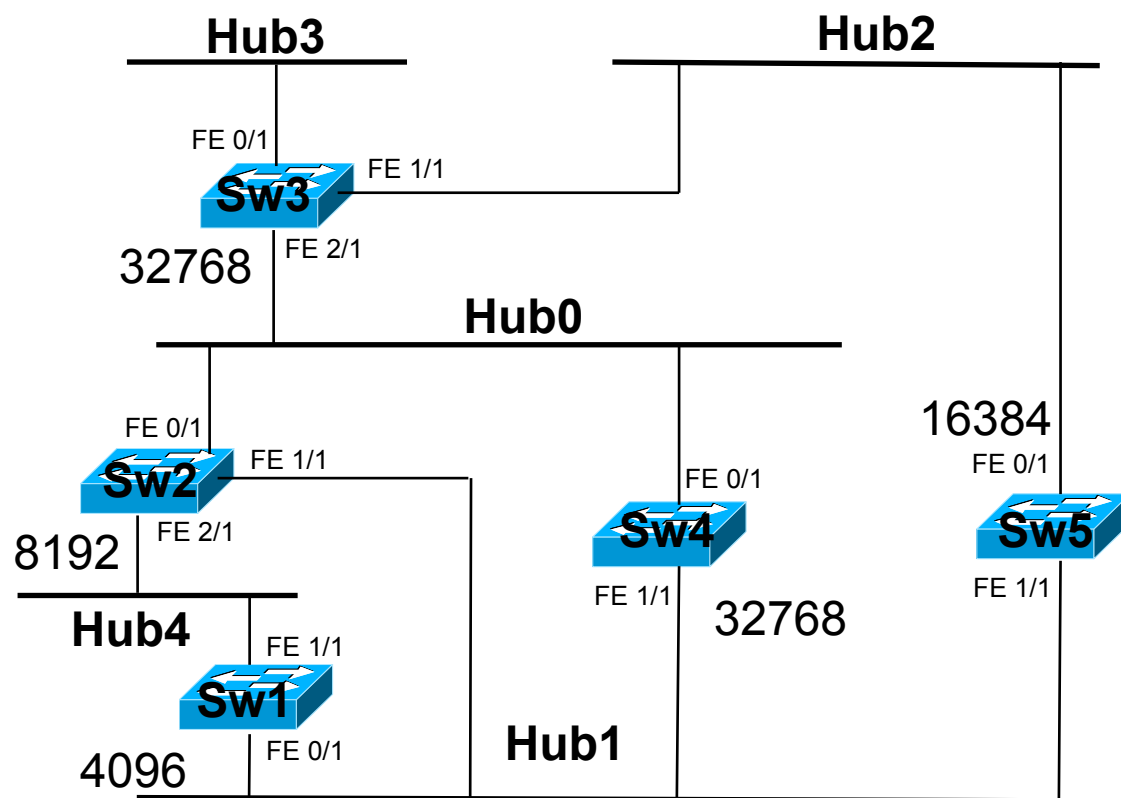 Hub3
Hub2
FE 0/1
FE 1/1
Sw3
FE 2/1
32768
Hub0
16384
FE 0/1
FE 1/1
FE 0/1
FE 0/1
Sw2
Sw4
Sw5
FE 2/1
8192
FE 1/1
FE 1/1
32768
Hub4
FE 1/1
Sw1
FE 0/1
Hub1
4096